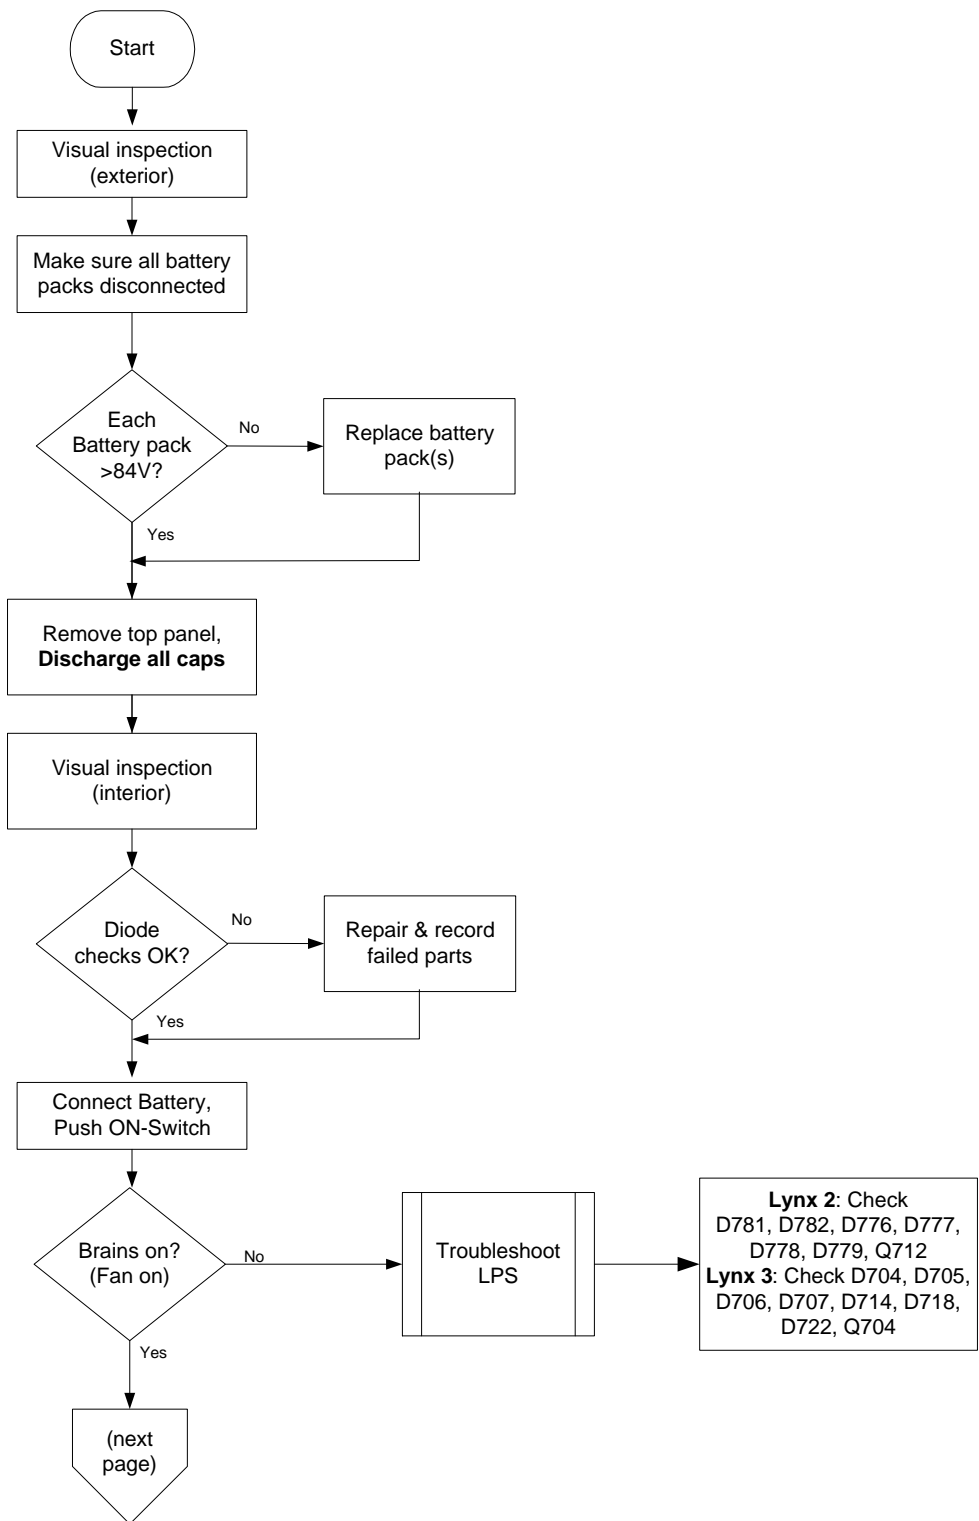 Start
Visual inspection
(exterior)
Make sure all battery
packs disconnected
Each
Battery pack
>84V?
No
Replace battery
pack(s)
Yes
Remove top panel,
Discharge all caps
Visual inspection
(interior)
Diode
checks OK?
No
Repair & record
failed parts
Yes
Connect Battery,
Push ON-Switch
Brains on?
(Fan on)
No
Troubleshoot
LPS
Lynx 2: Check
D781, D782, D776, D777,
D778, D779, Q712
Lynx 3: Check D704, D705,
D706, D707, D714, D718,
D722, Q704
Yes
(next
page)